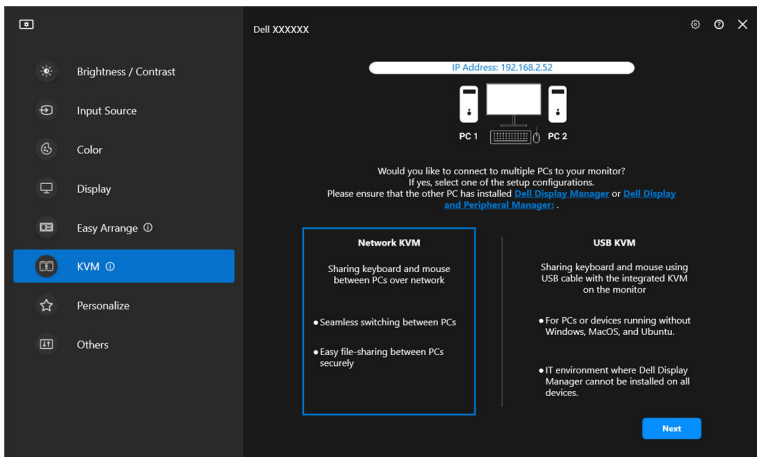 Dell XXXXXX
Brightness / Contrast
Input Source
Color
Display
Easy Arrange
KVM
Personalize
Others
IP Address: 192.168.2.52
PC 1
PC 2
Would you like to connect to multiple PCs to your monitor?
If yes, select one of the setup configurations.
Please ensure that the other PC has installed Dell Display Manager or Dell Display
and Peripheral Manager: .
Network KVM
Sharing keyboard and mouse
between PCs over network
● Seamless switching between PCs
● Easy file-sharing between PCs
securely
USB KVM
Sharing keyboard and mouse using
USB cable with the integrated KVM
on the monitor
● For PCs or devices running without
Windows, MacOS, and Ubuntu.
● IT environment where Dell Display
Manager cannot be installed on all
devices.
Next